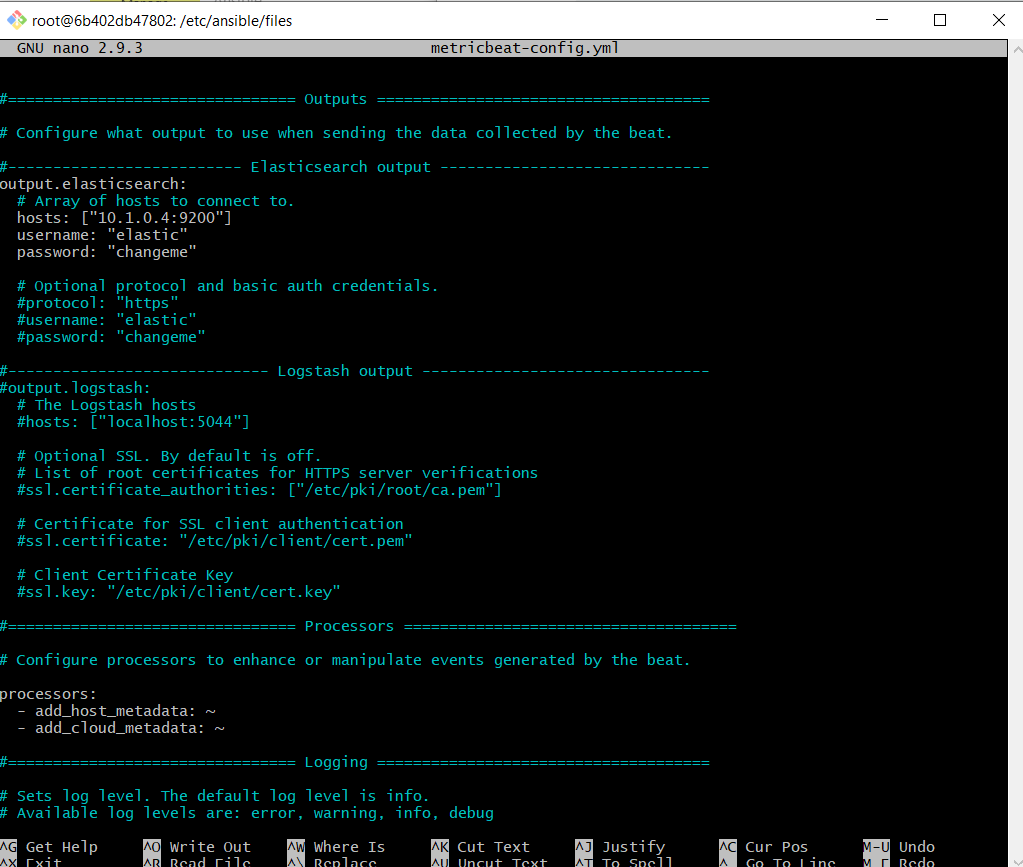 root@6b402db47802: /etc/ansible/files
GNU nano 2.9.3 metricbeat-config.yml
#================================ Outputs =====================================
# Configure what output to use when sending the data collected by the beat.
#-------------------------- Elasticsearch output ------------------------------
output.elasticsearch:
  # Array of hosts to connect to.
  hosts: ["10.1.0.4:9200"]
  username: "elastic"
  password: "changeme"
  # Optional protocol and basic auth credentials.
  #protocol: "https"
  #username: "elastic"
  #password: "changeme"
#----------------------------- Logstash output --------------------------------
#output.logstash:
  # The Logstash hosts
  #hosts: ["localhost:5044"]
  # Optional SSL. By default is off.
  # List of root certificates for HTTPS server verifications
  #ssl.certificate_authorities: ["/etc/pki/root/ca.pem"]
  # Certificate for SSL client authentication
  #ssl.certificate: "/etc/pki/client/cert.pem"
  # Client Certificate Key
  #ssl.key: "/etc/pki/client/cert.key"
#================================ Processors =====================================
# Configure processors to enhance or manipulate events generated by the beat.
processors:
  - add_host_metadata: ~
  - add_cloud_metadata: ~
#================================ Logging =====================================
# Sets log level. The default log level is info.
# Available log levels are: error, warning, info, debug
^G Get Help ^O Write Out ^W Where Is ^K Cut Text ^J Justify ^C Cur Pos M-U Undo
^X Exit ^R Read File ^\ Replace ^U Uncut Text ^T To Spell Go To Line M-E Redo